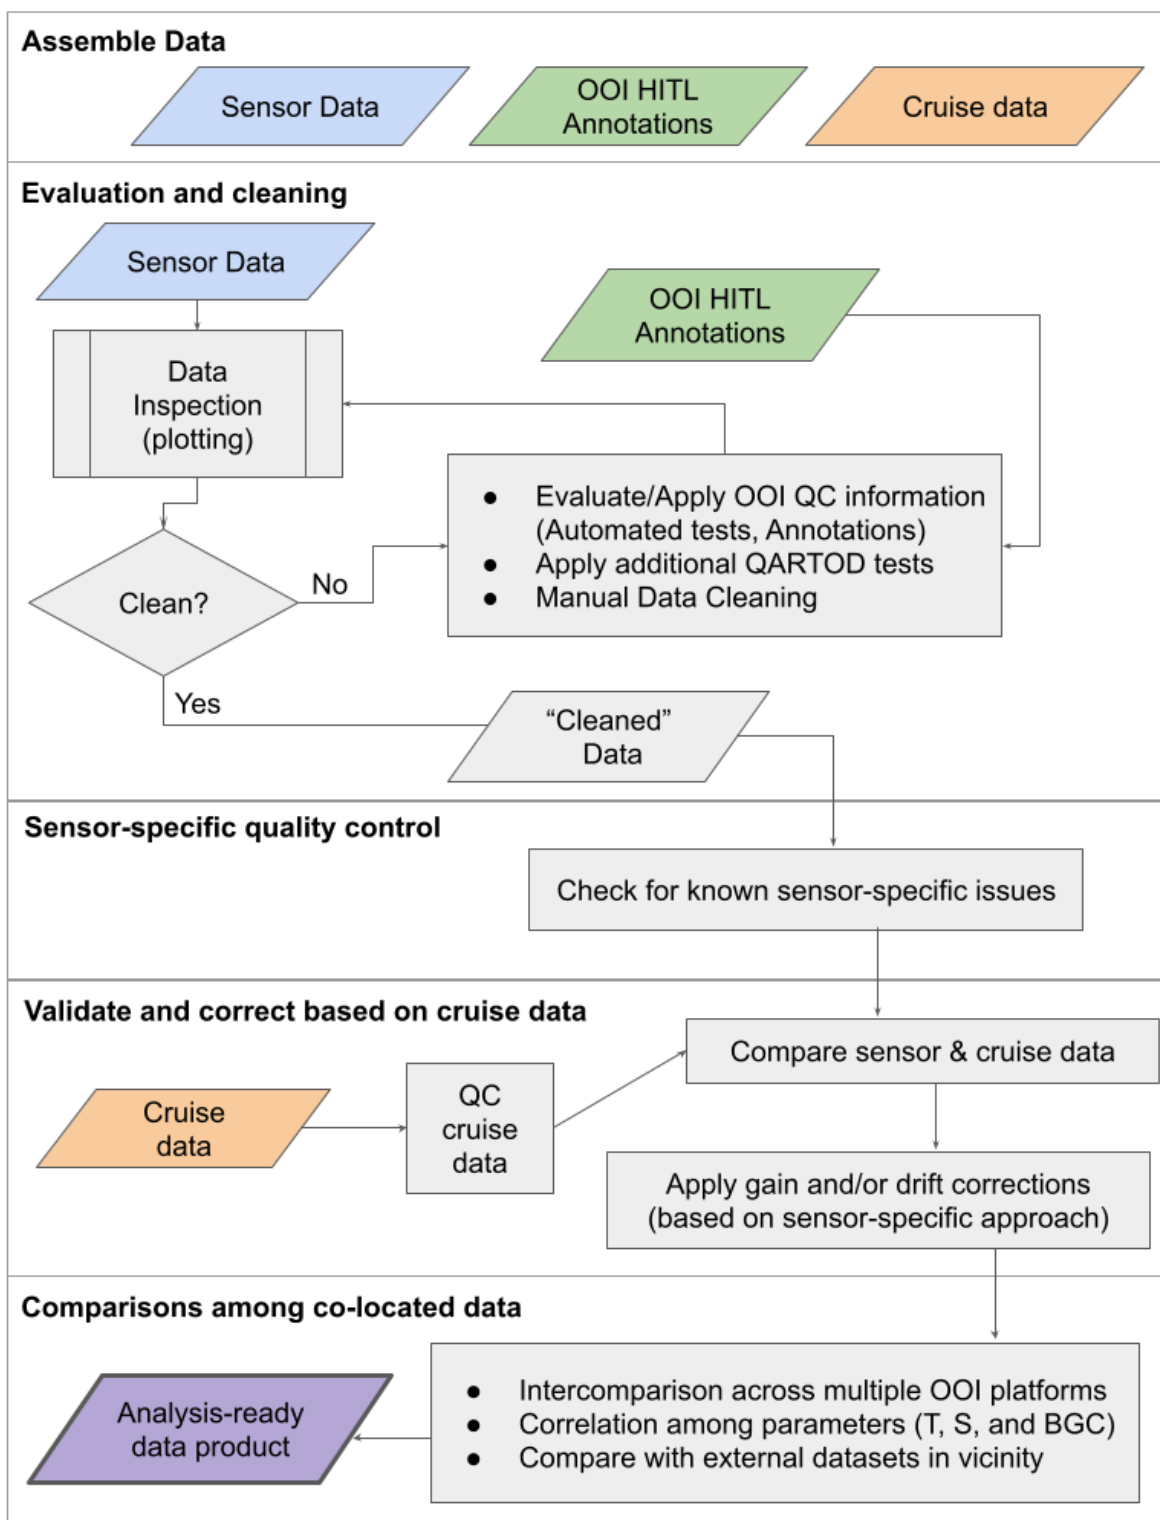 Assemble Data
Sensor Data
OOI HITL
Annotations
Cruise data
Evaluation and cleaning
Sensor Data
OOI HITL
Annotations
Data
Inspection
(plotting)
● Evaluate/Apply OOI QC information
(Automated tests, Annotations)
● Apply additional QARTOD tests
● Manual Data Cleaning
No
Clean?
Yes
“Cleaned”
Data
Sensor-specific quality control
Check for known sensor-specific issues
Validate and correct based on cruise data
Compare sensor & cruise data
Cruise
data
QC
cruise
data
Apply gain and/or drift corrections
(based on sensor-specific approach)
Comparisons among co-located data
● Intercomparison across multiple OOI platforms
● Correlation among parameters (T, S, and BGC)
● Compare with external datasets in vicinity
Analysis-ready
data product